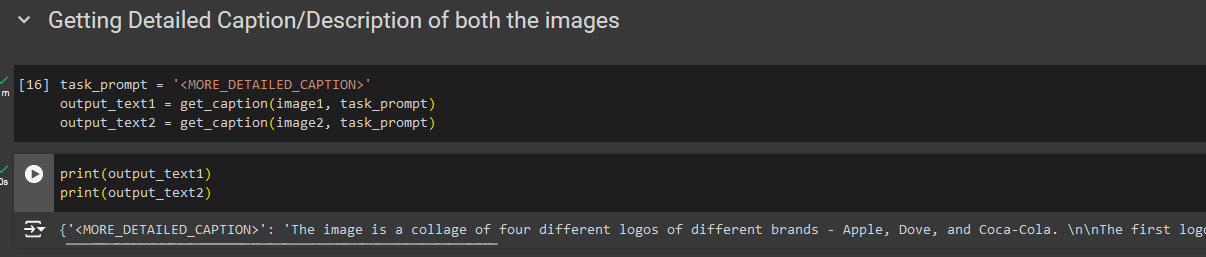 Getting Detailed Caption/Description of both the images
[16] task_prompt = '<MORE_DETAILED_CAPTION>'
output_text1 = get_caption(image1, task_prompt)
output_text2 = get_caption(image2, task_prompt)
m
print(output_text1)
print(output_text2)
0s
{'<MORE_DETAILED_CAPTION>': 'The image is a collage of four different logos of different brands - Apple, Dove, and Coca-Cola. \n\nThe first logo